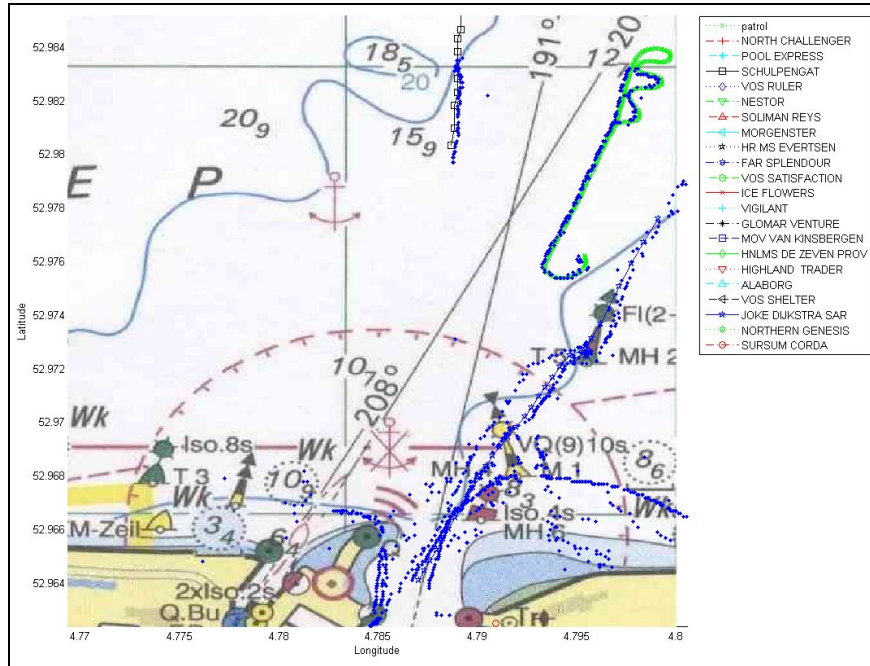 52.984
52.982
52.98
52.978
52.976
52.974
52.972
52.97
52.968
52.966
52.964
4.77
4.775
4.78
4.785
4.79
4.795
4.8
Latitude
Longitude
18₅
20
20₉
15₉
191°
12
20
E P
Fl(2
MH 2
10₇
208°
Wk
Iso.8s
Wk
VQ(9)10s
T 3
10₉
MH
M 1
8₆
Wk
8₃
Iso.4s
Wk
M-Zeil
3₄
6₄
MH 6
2xIso.2s
Q.Bu
Tr
patrol
NORTH CHALLENGER
POOL EXPRESS
SCHULPENGAT
VOS RULER
NESTOR
SOLIMAN REYS
MORGENSTER
HR MS EVERTSEN
FAR SPLENDOUR
VOS SATISFACTION
ICE FLOWERS
VIGILANT
GLOMAR VENTURE
MOV VAN KINSBERGEN
HNLMS DE ZEVEN PROV
HIGHLAND TRADER
ALABORG
VOS SHELTER
JOKE DIJKSTRA SAR
NORTHERN GENESIS
SURSUM CORDA